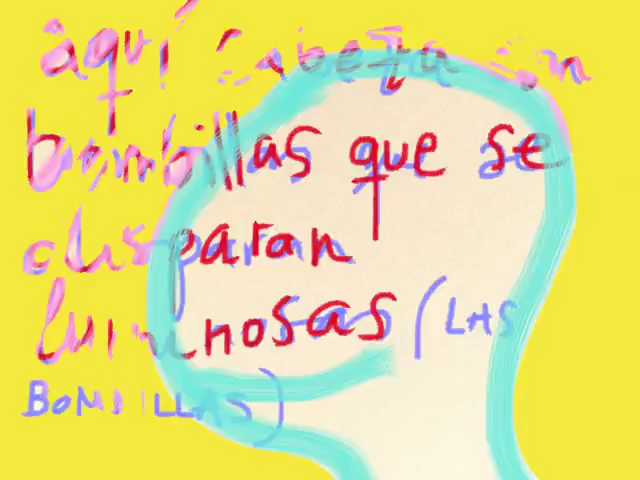 aquí cabeza con
bombillas que se
disparan
luminosas (LAS
BOMBILLAS)